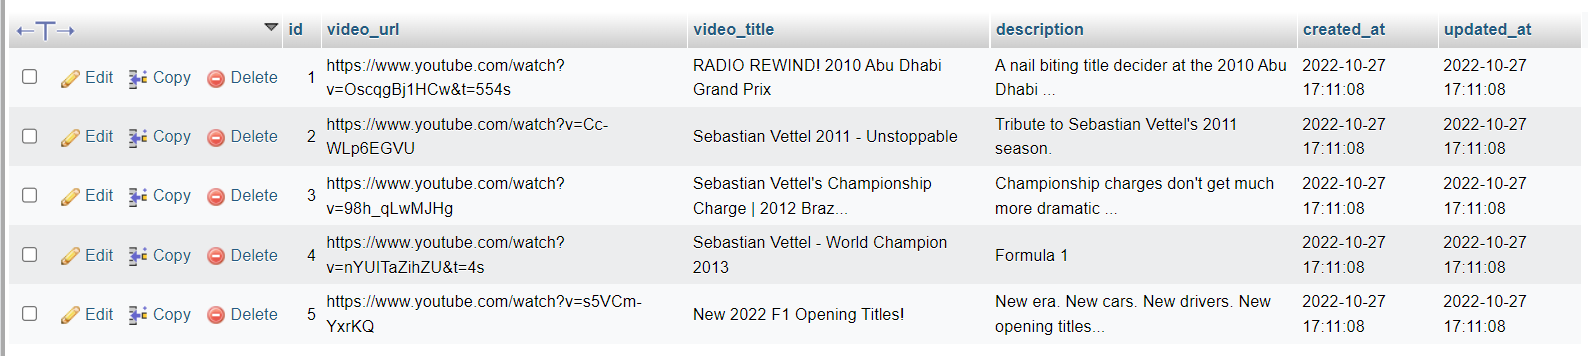 id video_url video_title description created_at updated_at
Edit Copy Delete 1 https://www.youtube.com/watch? RADIO REWIND! 2010 Abu Dhabi A nail biting title decider at the 2010 Abu 2022-10-27 2022-10-27
v=OscqgBj1HCw&t=554s Grand Prix Dhabi ... 17:11:08 17:11:08
Edit Copy Delete 2 https://www.youtube.com/watch?v=Cc- Sebastian Vettel 2011 - Unstoppable Tribute to Sebastian Vettel's 2011 2022-10-27 2022-10-27
WLp6EGVU season. 17:11:08 17:11:08
Edit Copy Delete 3 https://www.youtube.com/watch? Sebastian Vettel's Championship Championship charges don't get much 2022-10-27 2022-10-27
v=98h_qLwMJHg Charge | 2012 Braz... more dramatic ... 17:11:08 17:11:08
Edit Copy Delete 4 https://www.youtube.com/watch? Sebastian Vettel - World Champion Formula 1 2022-10-27 2022-10-27
v=nYUITaZihZU&t=4s 2013 17:11:08 17:11:08
Edit Copy Delete 5 https://www.youtube.com/watch?v=s5VCm- New 2022 F1 Opening Titles! New era. New cars. New drivers. New 2022-10-27 2022-10-27
YxrKQ opening titles... 17:11:08 17:11:08